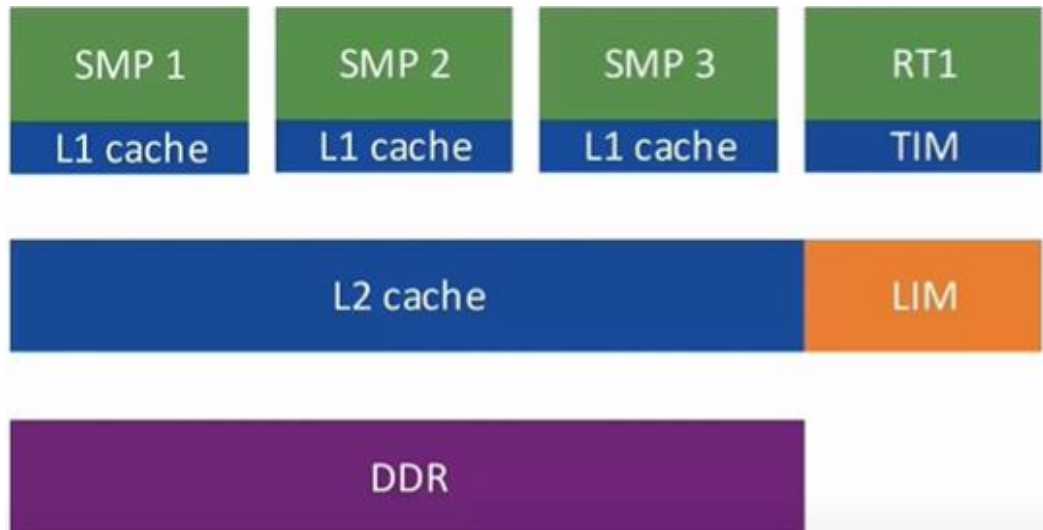 SMP 1
SMP 2
SMP 3
RT1
L1 cache
L1 cache
L1 cache
TIM
L2 cache
LIM
DDR